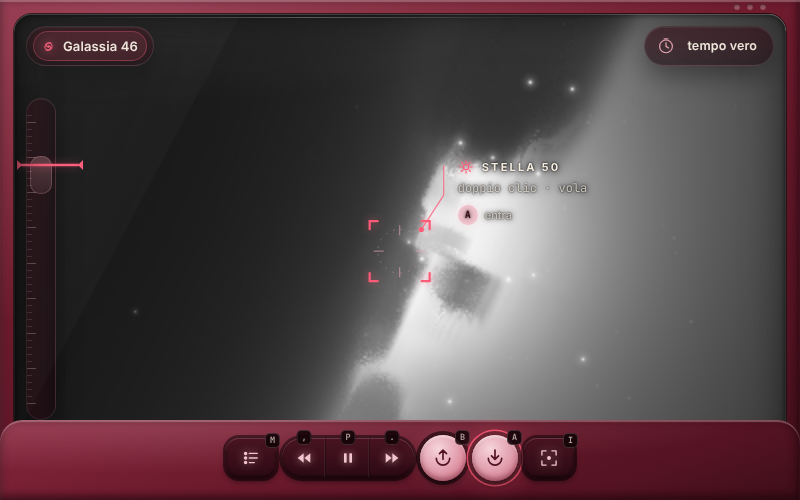 Galassia 46
tempo vero
STELLA 50
doppio clic · vola
A entra
M
,
P
.
B
A
I